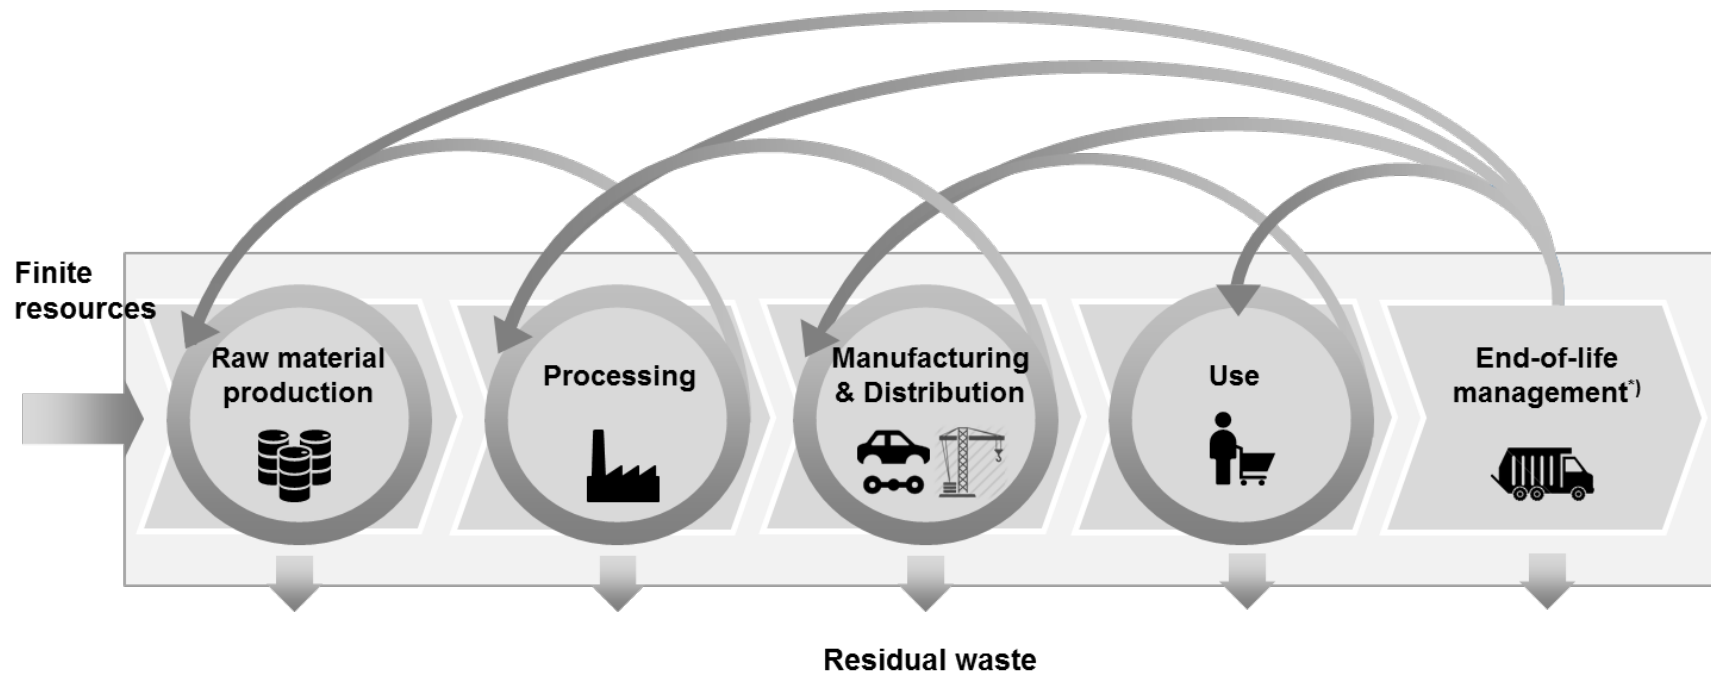 Finite
resources
Raw material
production
Processing
Manufacturing
& Distribution
Use
End-of-life
management*)
Residual waste